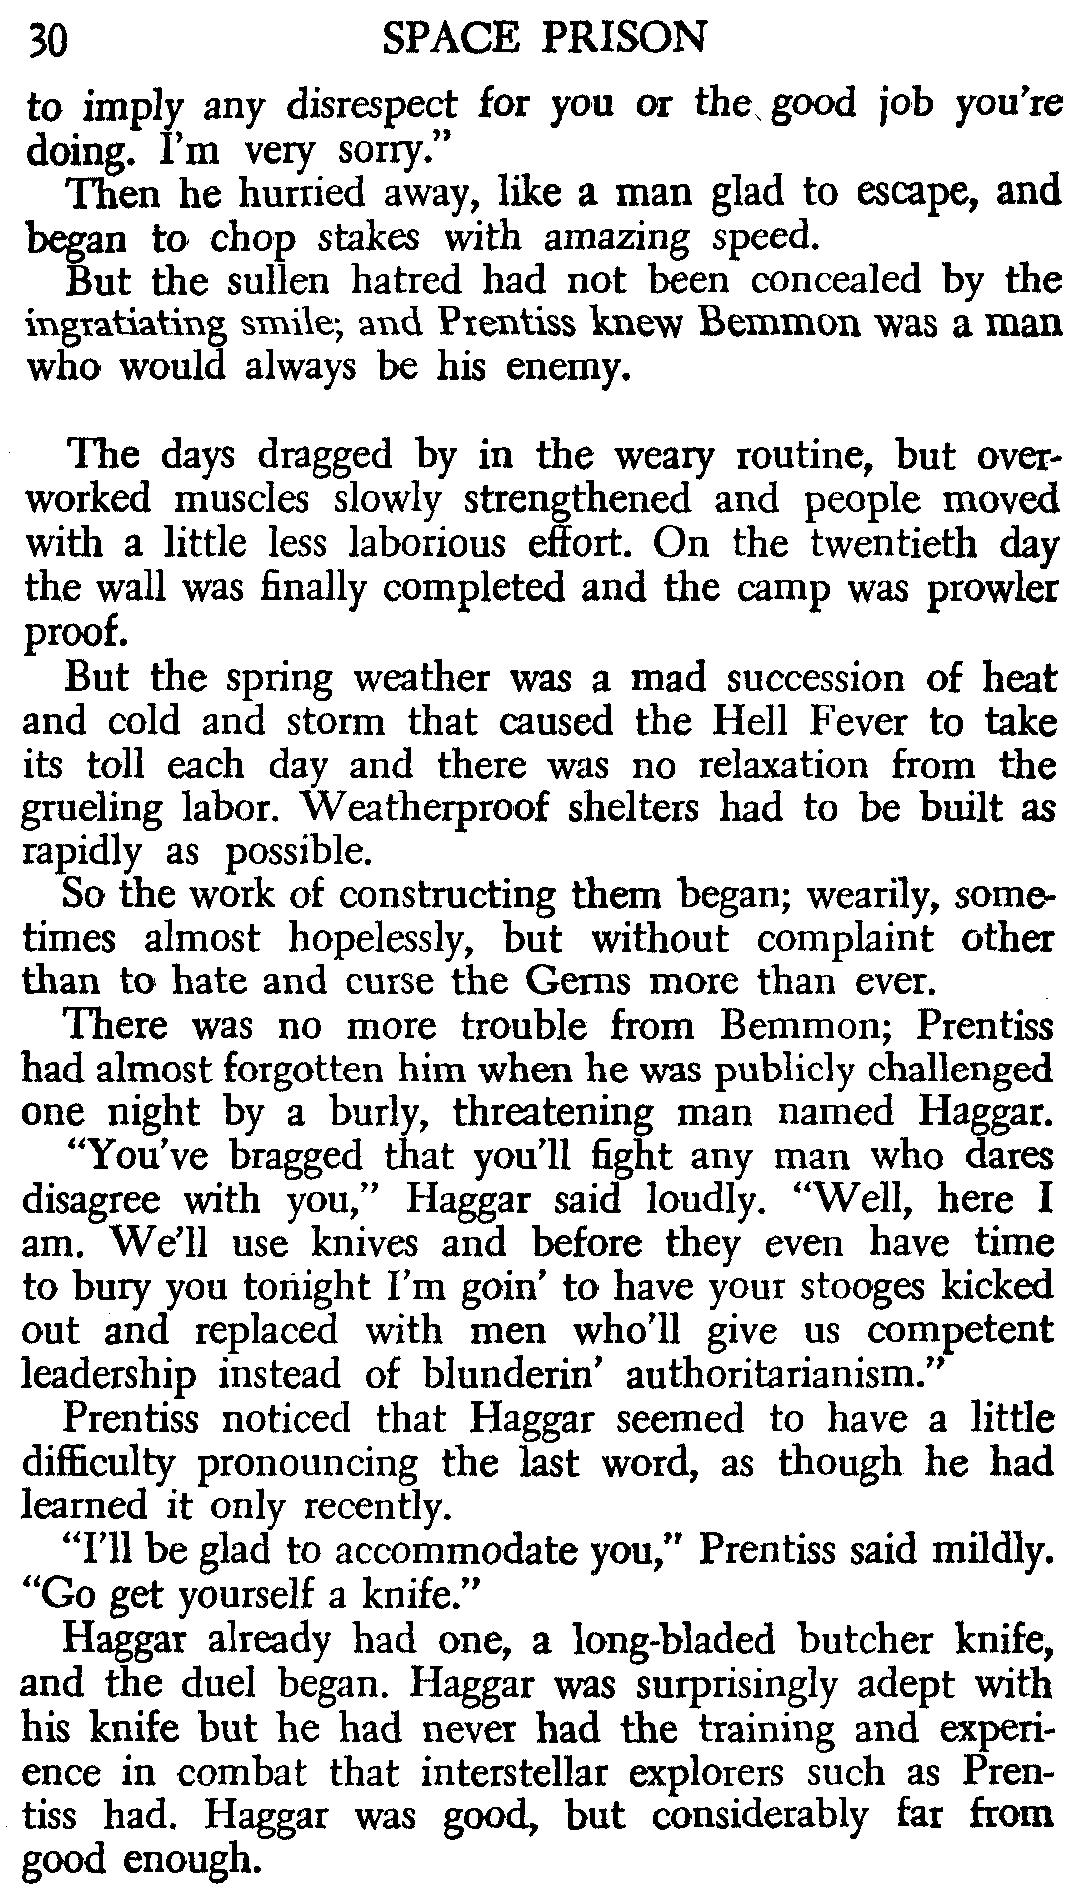 30 SPACE PRISON
to imply any disrespect for you or the good job you're
doing. I'm very sorry."
Then he hurried away, like a man glad to escape, and
began to chop stakes with amazing speed.
But the sullen hatred had not been concealed by the
ingratiating smile; and Prentiss knew Bemmon was a man
who would always be his enemy.
The days dragged by in the weary routine, but over-
worked muscles slowly strengthened and people moved
with a little less laborious effort. On the twentieth day
the wall was finally completed and the camp was prowler
proof.
But the spring weather was a mad succession of heat
and cold and storm that caused the Hell Fever to take
its toll each day and there was no relaxation from the
grueling labor. Weatherproof shelters had to be built as
rapidly as possible.
So the work of constructing them began; wearily, some-
times almost hopelessly, but without complaint other
than to hate and curse the Gerns more than ever.
There was no more trouble from Bemmon; Prentiss
had almost forgotten him when he was publicly challenged
one night by a burly, threatening man named Haggar.
"You've bragged that you'll fight any man who dares
disagree with you," Haggar said loudly. "Well, here I
am. We'll use knives and before they even have time
to bury you tonight I'm goin' to have your stooges kicked
out and replaced with men who'll give us competent
leadership instead of blunderin' authoritarianism."
Prentiss noticed that Haggar seemed to have a little
difficulty pronouncing the last word, as though he had
learned it only recently.
"I'll be glad to accommodate you," Prentiss said mildly.
"Go get yourself a knife."
Haggar already had one, a long-bladed butcher knife,
and the duel began. Haggar was surprisingly adept with
his knife but he had never had the training and experi-
ence in combat that interstellar explorers such as Pren-
tiss had. Haggar was good, but considerably far from
good enough.